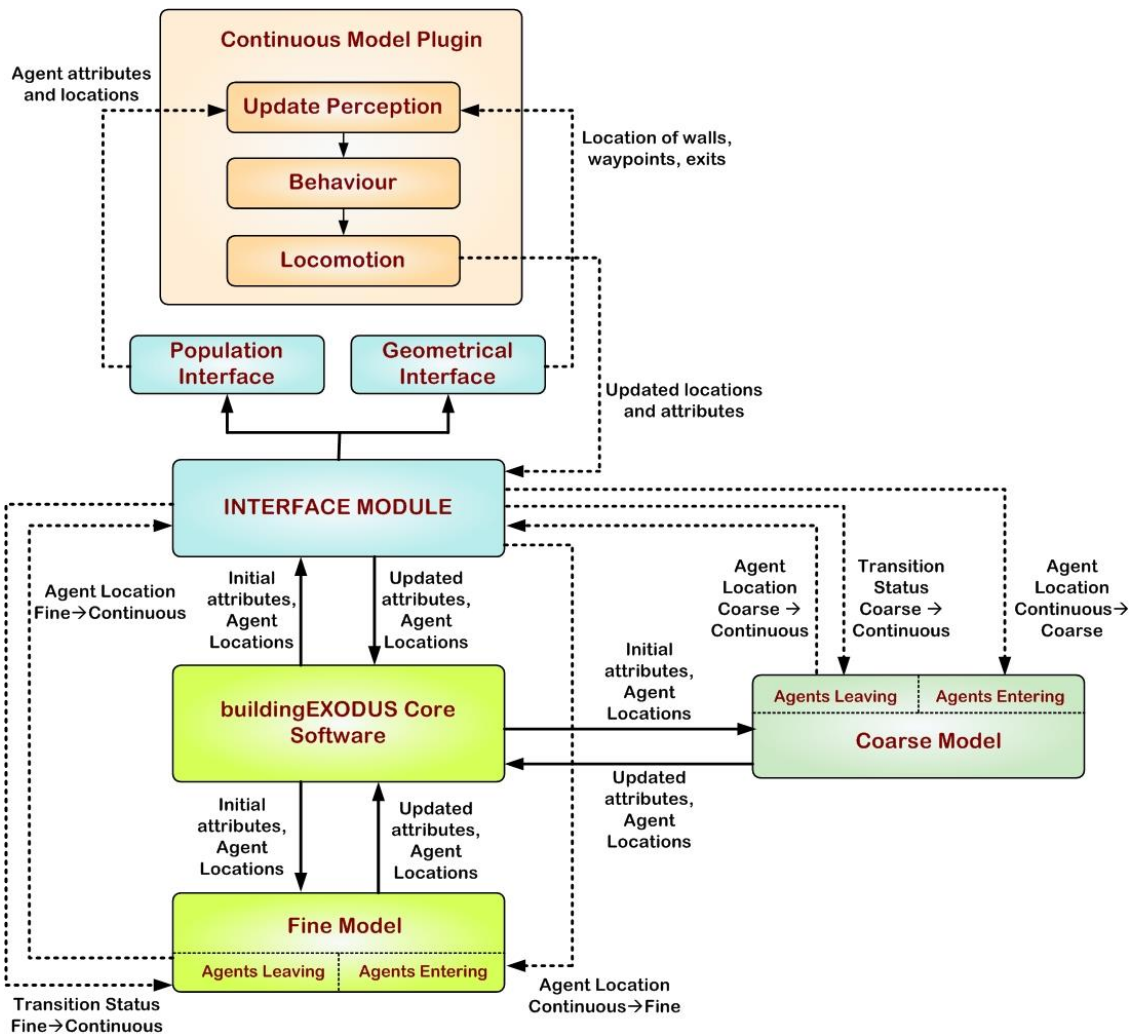 Continuous Model Plugin
Agent attributes
and locations
Update Perception
Location of walls,
waypoints, exits
Behaviour
Locomotion
Population
Interface
Geometrical
Interface
Updated locations
and attributes
INTERFACE MODULE
Agent Location
Fine→Continuous
Initial
attributes,
Agent
Locations
Updated
attributes,
Agent
Locations
Agent
Location
Coarse →
Continuous
Transition
Status
Coarse →
Continuous
Agent
Location
Continuous→
Coarse
buildingEXODUS Core
Software
Initial
attributes,
Agent
Locations
Agents Leaving
Agents Entering
Coarse Model
Updated
attributes,
Agent
Locations
Initial
attributes,
Agent
Locations
Updated
attributes,
Agent
Locations
Fine Model
Agents Leaving
Agents Entering
Transition Status
Fine→Continuous
Agent Location
Continuous→Fine